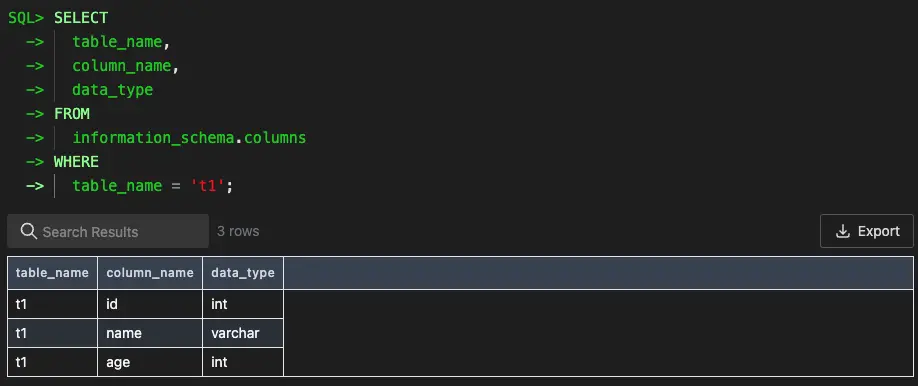 SQL> SELECT
-> table_name,
-> column_name,
-> data_type
-> FROM
-> information_schema.columns
-> WHERE
-> table_name = 't1';
Search Results 3 rows Export
table_name column_name data_type
t1 id int
t1 name varchar
t1 age int